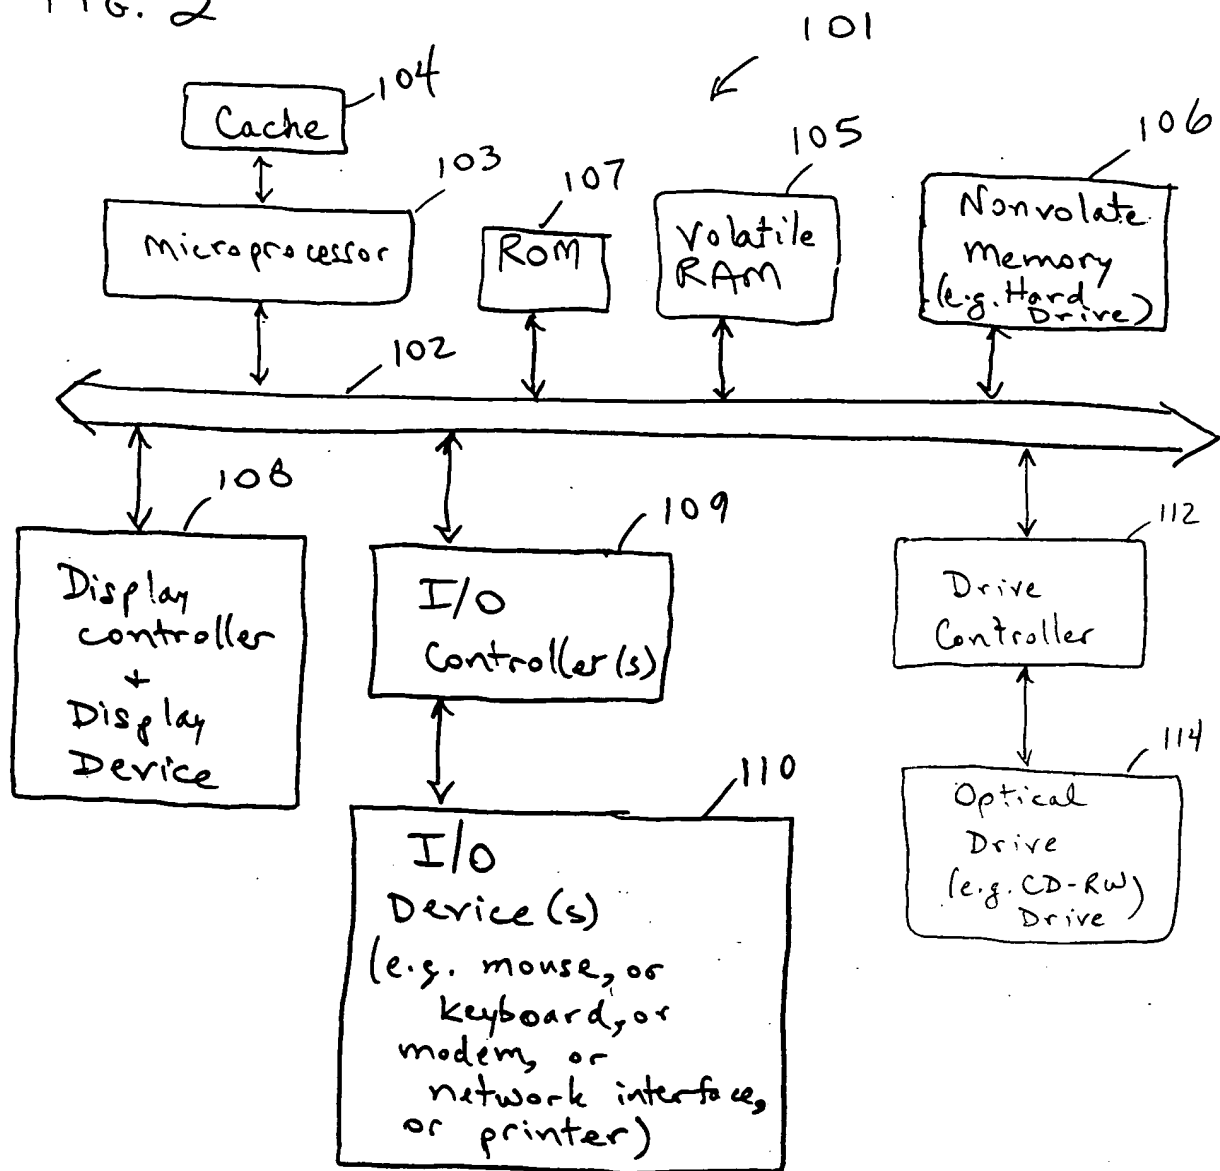 FIG. 2
101
104
Cache
103
Microprocessor
107
ROM
105
Volatile
RAM
106
Nonvolate
Memory
(e.g. Hard
Drive)
102
108
Display
controller
+
Display
Device
109
I/O
Controller(s)
112
Drive
Controller
110
I/O
Device(s)
(e.g. mouse, or
keyboard, or
modem, or
network interface,
or printer)
114
Optical
Drive
(e.g. CD-RW)
Drive